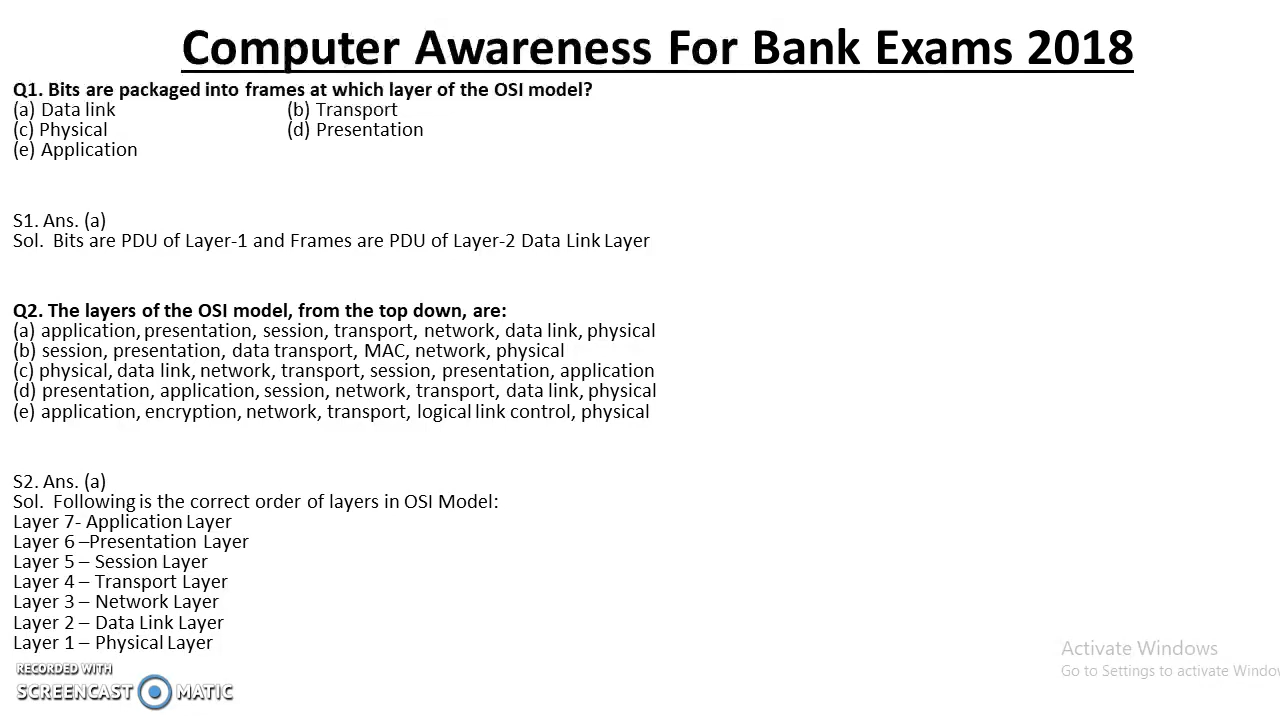 Computer Awareness For Bank Exams 2018
Q1. Bits are packaged into frames at which layer of the OSI model?
(a) Data link (b) Transport
(c) Physical (d) Presentation
(e) Application
S1. Ans. (a)
Sol. Bits are PDU of Layer-1 and Frames are PDU of Layer-2 Data Link Layer
Q2. The layers of the OSI model, from the top down, are:
(a) application, presentation, session, transport, network, data link, physical
(b) session, presentation, data transport, MAC, network, physical
(c) physical, data link, network, transport, session, presentation, application
(d) presentation, application, session, network, transport, data link, physical
(e) application, encryption, network, transport, logical link control, physical
S2. Ans. (a)
Sol. Following is the correct order of layers in OSI Model:
Layer 7- Application Layer
Layer 6 –Presentation Layer
Layer 5 – Session Layer
Layer 4 – Transport Layer
Layer 3 – Network Layer
Layer 2 – Data Link Layer
Layer 1 – Physical Layer
Activate Windows
Go to Settings to activate Windo
RECORDED WITH
SCREENCAST MATIC